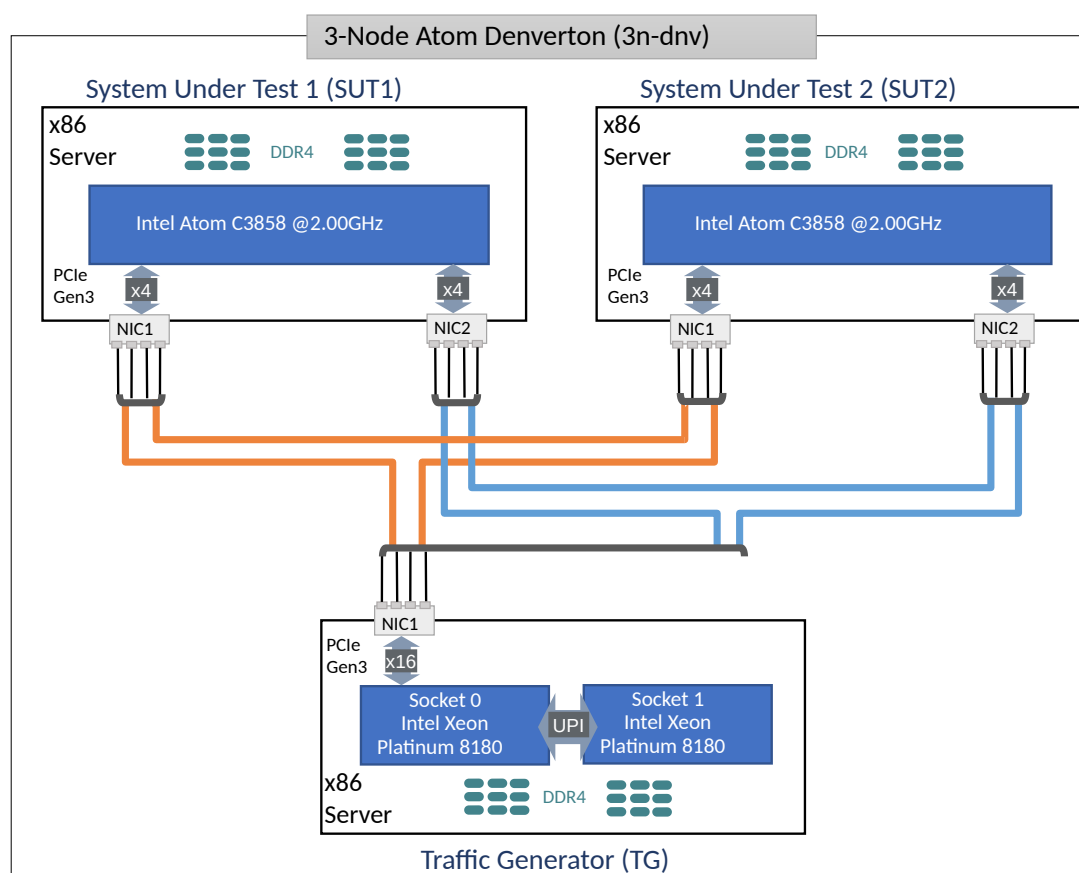 3-Node Atom Denverton (3n-dnv)
System Under Test 1 (SUT1)
x86
Server
DDR4
Intel Atom C3858 @2.00GHz
PCIe
Gen3
x4
x4
NIC1
NIC2
System Under Test 2 (SUT2)
x86
Server
DDR4
Intel Atom C3858 @2.00GHz
PCIe
Gen3
x4
x4
NIC1
NIC2
NIC1
PCIe
Gen3
x16
Socket 0
Intel Xeon
Platinum 8180
UPI
Socket 1
Intel Xeon
Platinum 8180
x86
Server
DDR4
Traffic Generator (TG)